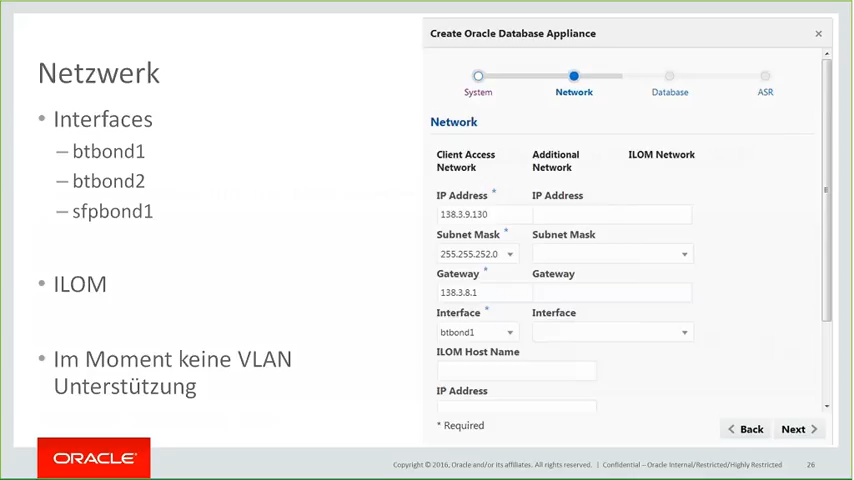 Netzwerk
• Interfaces
– btbond1
– btbond2
– sfpbond1
• ILOM
• Im Moment keine VLAN
Unterstützung
Create Oracle Database Appliance
System Network Database ASR
Network
Client Access Network
Additional Network
ILOM Network
IP Address * IP Address
138.3.9.130
Subnet Mask * Subnet Mask
255.255.252.0
Gateway * Gateway
138.3.8.1
Interface * Interface
btbond1
ILOM Host Name
IP Address
* Required
Back Next
ORACLE®
Copyright © 2016, Oracle and/or its affiliates. All rights reserved. | Confidential – Oracle Internal/Restricted/Highly Restricted 26